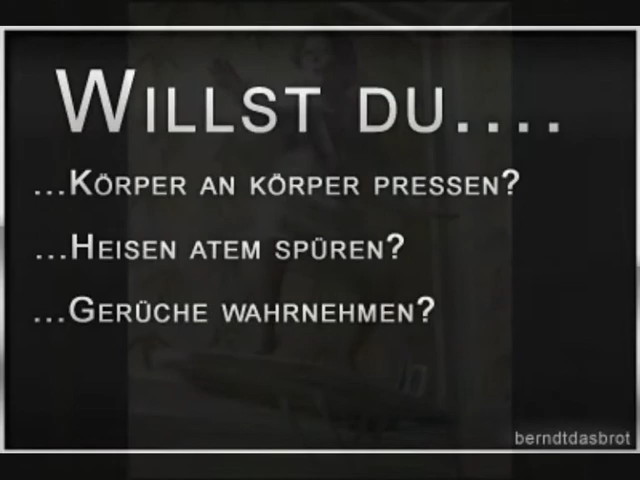 Willst du....
...Körper an körper pressen?
...Heisen atem spüren?
...Gerüche wahrnehmen?
berndtdasbrot